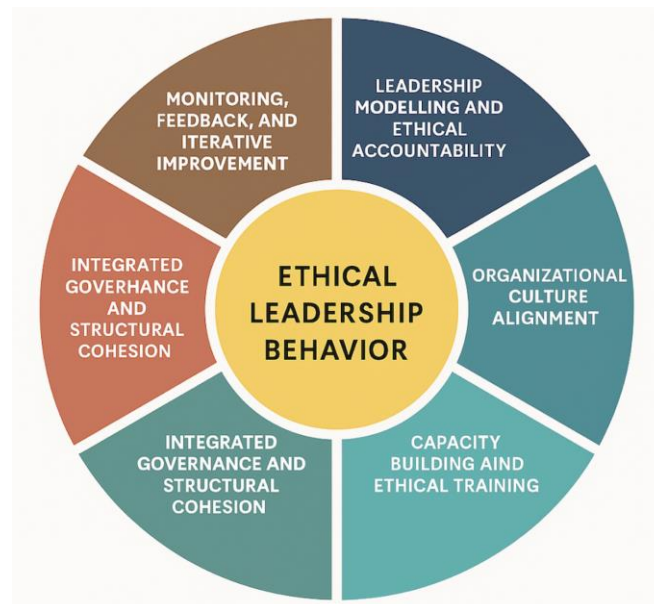 MONITORING,
FEEDBACK, AND
ITERATIVE
IMPROVEMENT
LEADERSHIP
MODELLING AND
ETHICAL
ACCOUNTABILITY
INTEGRATED
GOVERHANCE
AND
STRUCTURAL
COHESION
ETHICAL
LEADERSHIP
BEHAVIOR
ORGANIZATIONAL
CULTURE
ALIGNMENT
INTEGRATED
GOVERNANCE AND
STRUCTURAL
COHESION
CAPACITY
BUILDING AIND
ETHICAL TRAINING